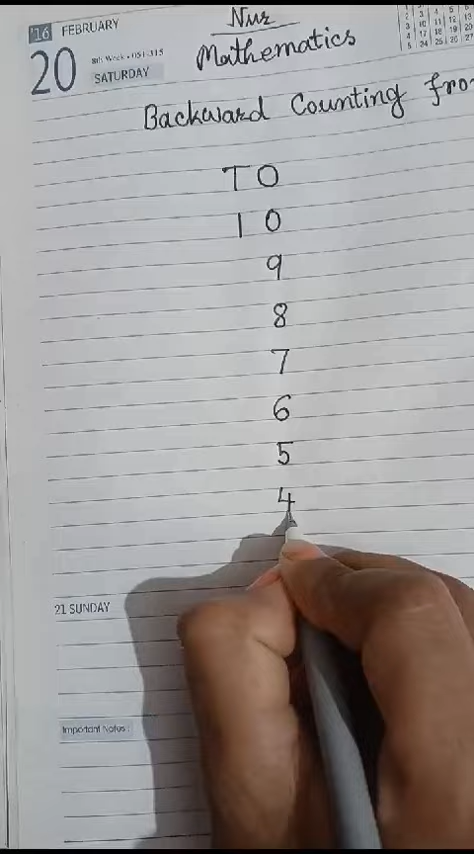 '16 FEBRUARY
20
SATURDAY
Nur
Mathematics
Backward Counting fro
T O
1 0
9
8
7
6
5
4
21 SUNDAY
Important Notes :